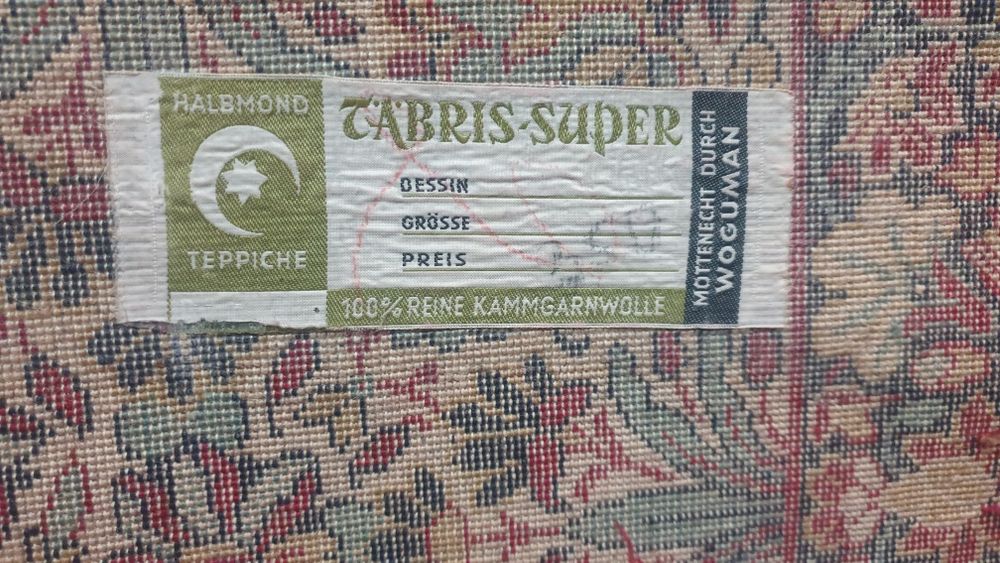 HALBMOND
TEPPICHE
TÄBRIS-SUPER
DESSIN
GRÖSSE
PREIS
100% REINE KAMMGARNWOLLE
MOTTENECHT DURCH
WOGUMAN